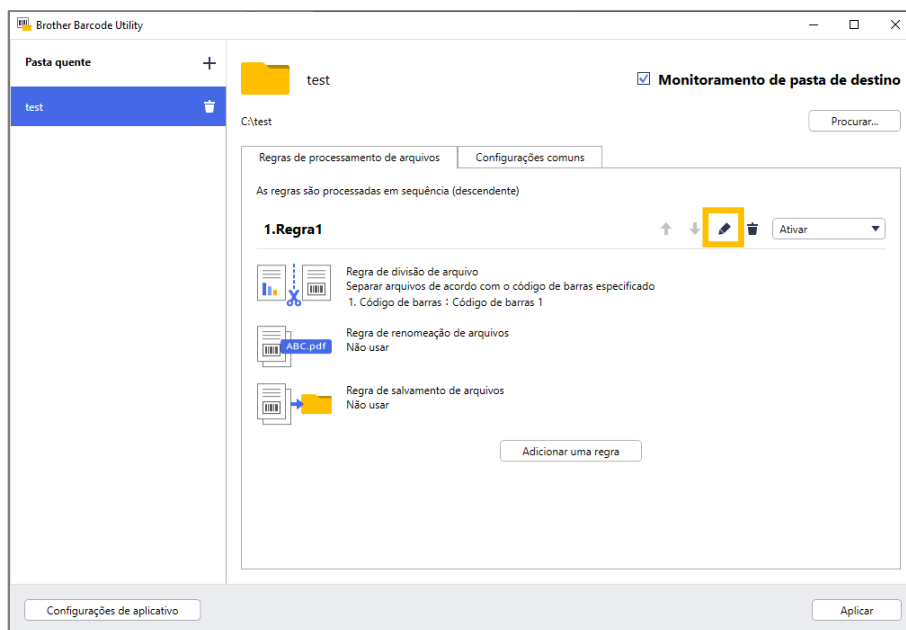 Brother Barcode Utility
Pasta quente
test
test
Monitoramento de pasta de destino
C:\test
Procurar...
Regras de processamento de arquivos
Configurações comuns
As regras são processadas em sequência (descendente)
1.Regra1
Ativar
Regra de divisão de arquivo
Separar arquivos de acordo com o código de barras especificado
1. Código de barras : Código de barras 1
Regra de renomeação de arquivos
ABC.pdf
Não usar
Regra de salvamento de arquivos
Não usar
Adicionar uma regra
Configurações de aplicativo
Aplicar